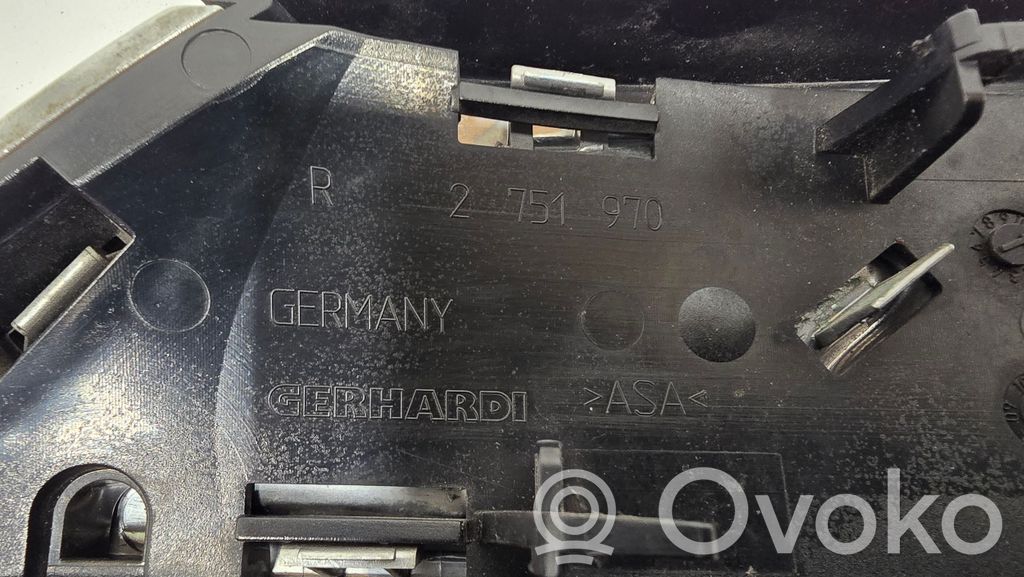 R 2 751 970
GERMANY
GERHARDI
>ASA<
Ovoko